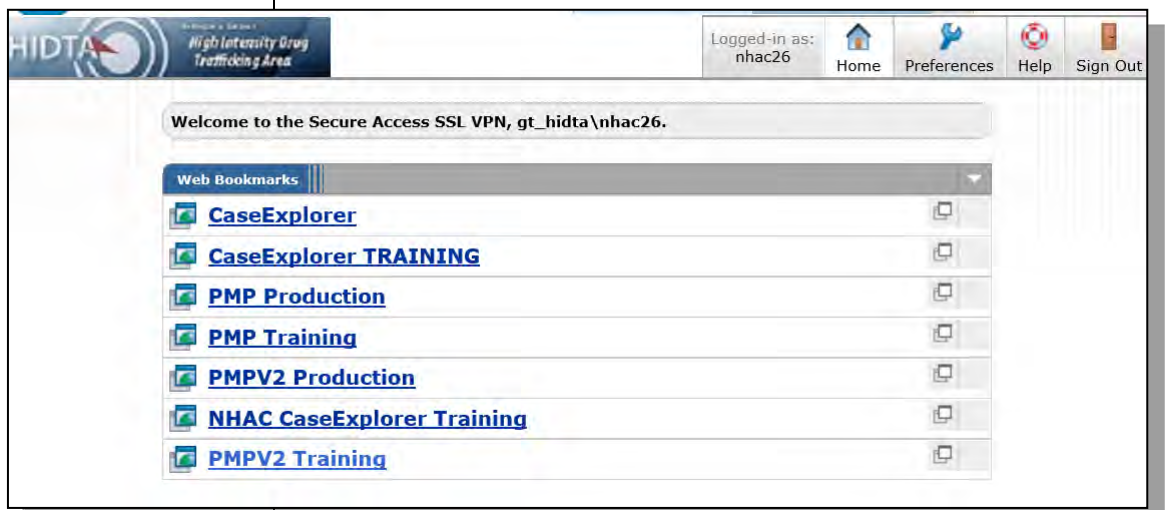 HIDTA
High Intensity Drug
Trafficking Area
Logged-in as:
nhac26
Home
Preferences
Help
Sign Out
Welcome to the Secure Access SSL VPN, gt_hidta\nhac26.
Web Bookmarks
CaseExplorer
CaseExplorer TRAINING
PMP Production
PMP Training
PMPV2 Production
NHAC CaseExplorer Training
PMPV2 Training